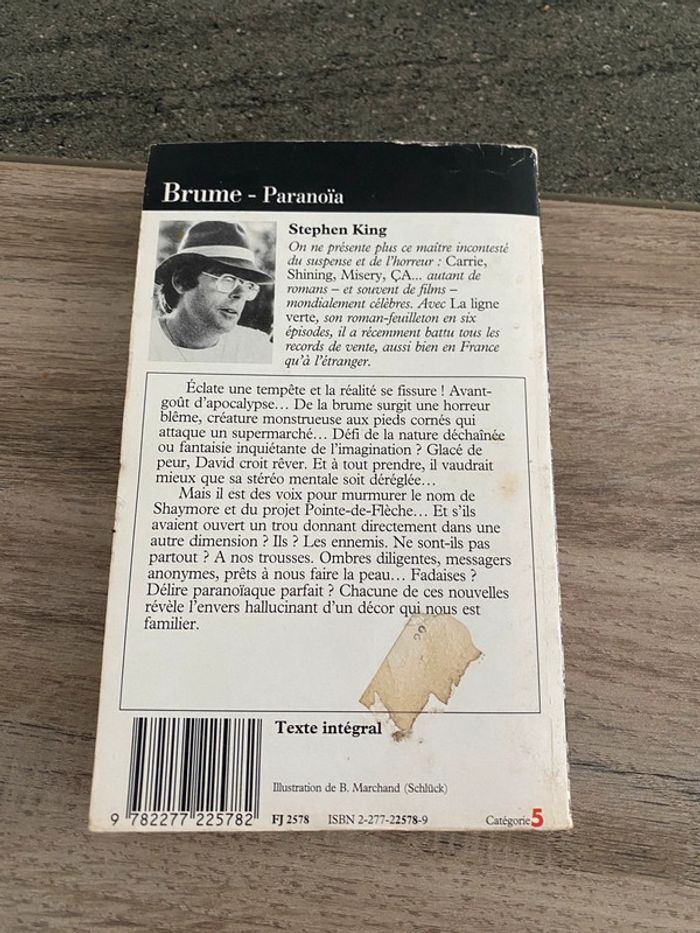 Brume - Paranoïa
Stephen King
On ne présente plus ce maître incontesté
du suspense et de l'horreur : Carrie,
Shining, Misery, ÇA... autant de
romans – et souvent de films –
mondialement célèbres. Avec La ligne
verte, son roman-feuilleton en six
épisodes, il a récemment battu tous les
records de vente, aussi bien en France
qu'à l'étranger.
Éclate une tempête et la réalité se fissure ! Avant-
goût d'apocalypse... De la brume surgit une horreur
blême, créature monstrueuse aux pieds cornés qui
attaque un supermarché... Défi de la nature déchaînée
ou fantaisie inquiétante de l'imagination ? Glacé de
peur, David croit rêver. Et à tout prendre, il vaudrait
mieux que sa stéréo mentale soit déréglée...
Mais il est des voix pour murmurer le nom de
Shaymore et du projet Pointe-de-Flèche... Et s'ils
avaient ouvert un trou donnant directement dans une
autre dimension ? Ils ? Les ennemis. Ne sont-ils pas
partout ? A nos trousses. Ombres diligentes, messagers
anonymes, prêts à nous faire la peau... Fadaises ?
Délire paranoïaque parfait ? Chacune de ces nouvelles
révèle l'envers hallucinant d'un décor qui nous est
familier.
Texte intégral
Illustration de B. Marchand (Schlück)
9 782277 225782
FJ 2578 ISBN 2-277-22578-9
Catégorie 5